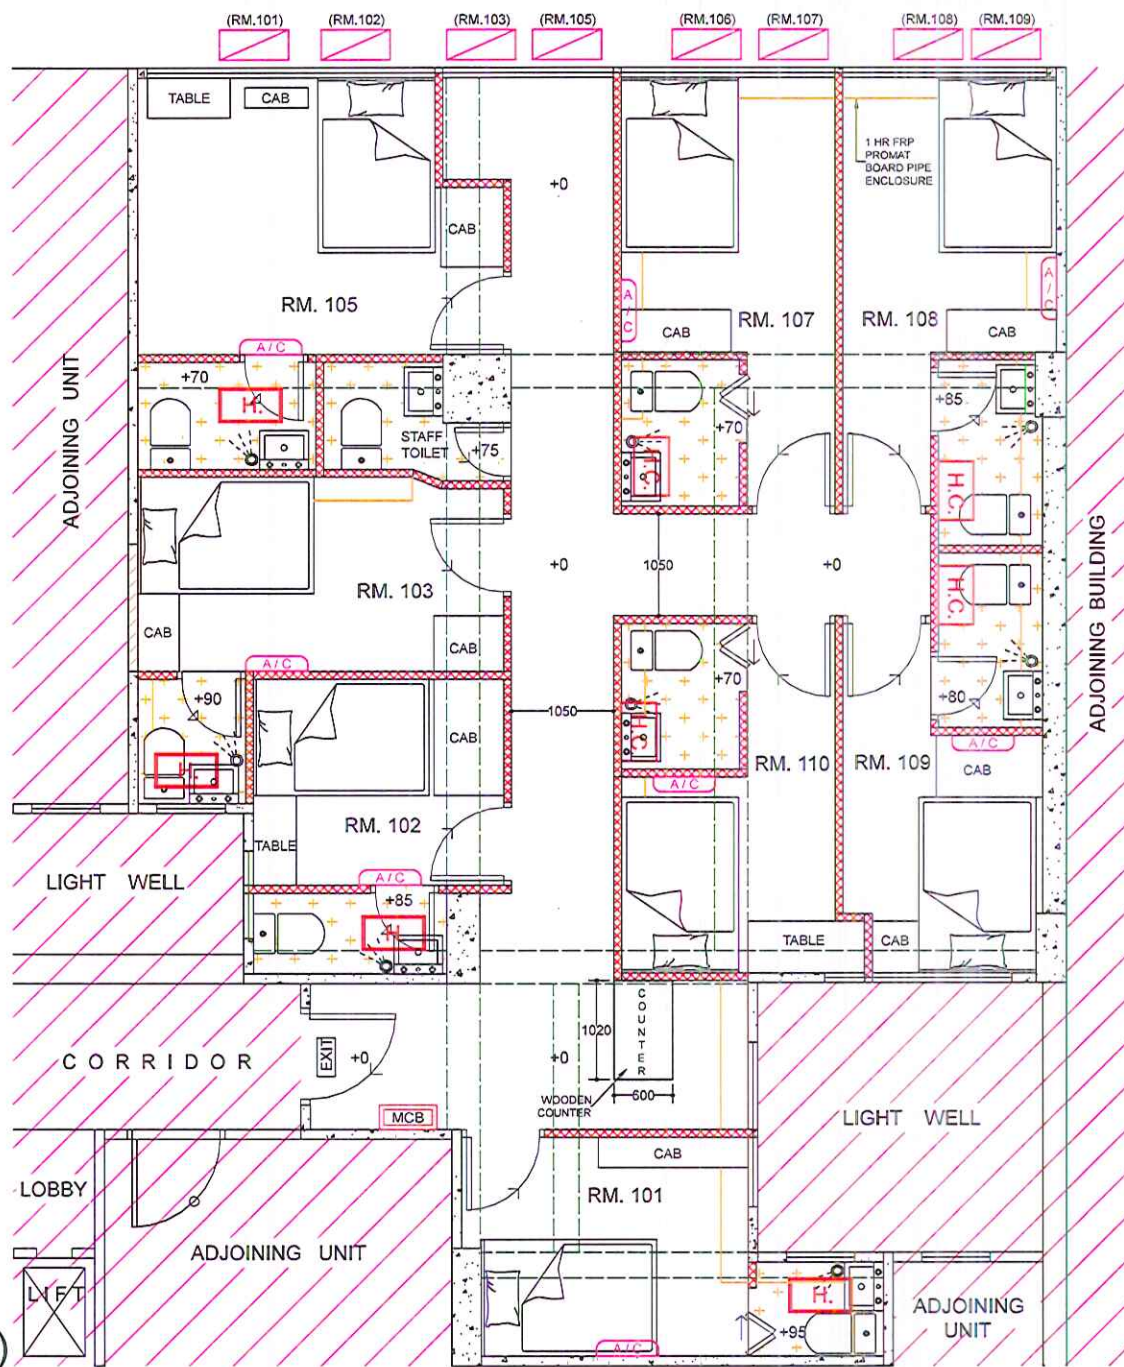 (RM.101)
(RM.102)
(RM.103)
(RM.105)
(RM.106)
(RM.107)
(RM.108)
(RM.109)
TABLE
CAB
+0
1 HR FRP
PROMAT
BOARD PIPE
ENCLOSURE
CAB
RM. 105
A/C
CAB
RM. 107
RM. 108
CAB
A/C
A/C
+70
H.
STAFF
TOILET
+75
+70
H.C.
+85
H.C.
ADJOINING UNIT
RM. 103
+0
1050
+0
H.C.
ADJOINING BUILDING
CAB
CAB
A/C
+90
CAB
1050
+70
H.C
+80
A/C
CAB
RM. 110
RM. 109
A/C
RM. 102
TABLE
A/C
+85
H.
LIGHT WELL
TABLE
CAB
CORRIDOR
EXIT
+0
+0
1020
COUNTER
600
WOODEN
COUNTER
MCB
LIGHT WELL
CAB
RM. 101
LOBBY
ADJOINING UNIT
LIFT
A/C
H.
+95
ADJOINING
UNIT